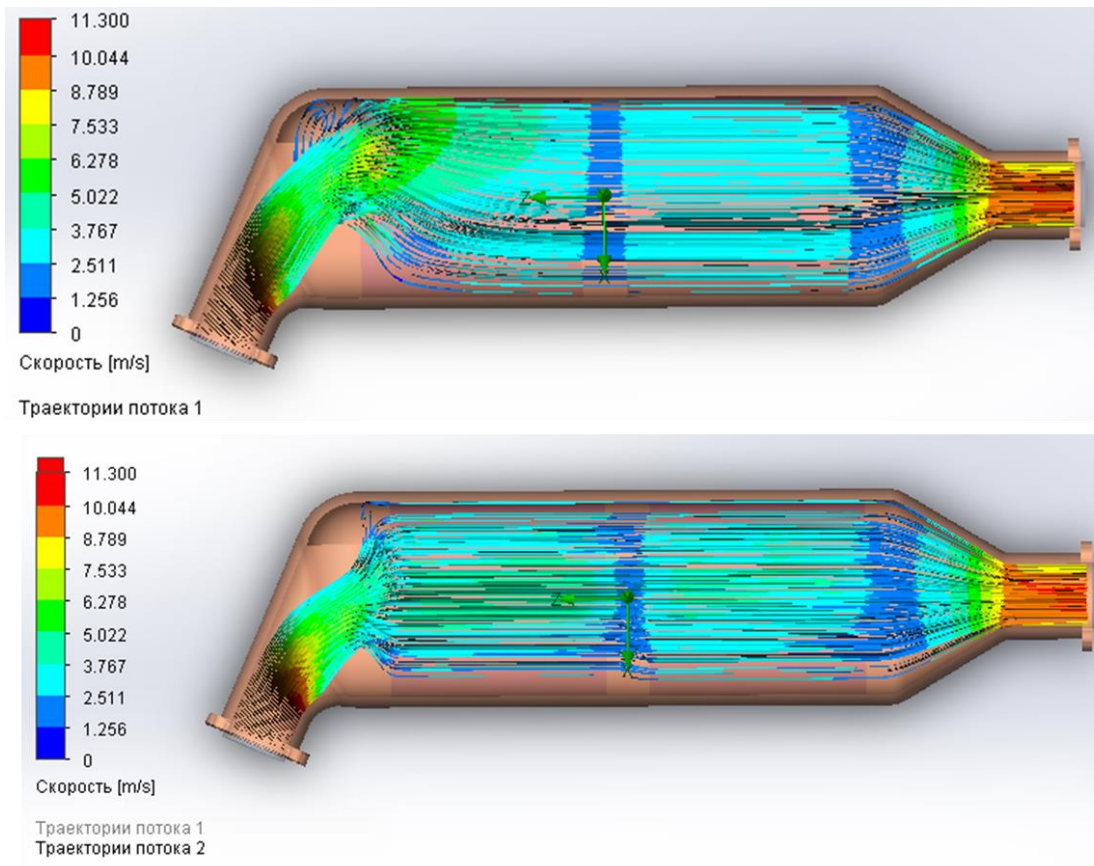 11.300
10.044
8.789
7.533
6.278
5.022
3.767
2.511
1.256
0
Скорость [m/s]
Траектории потока 1
Z
X
11.300
10.044
8.789
7.533
6.278
5.022
3.767
2.511
1.256
0
Скорость [m/s]
Траектории потока 1
Траектории потока 2
Z
X